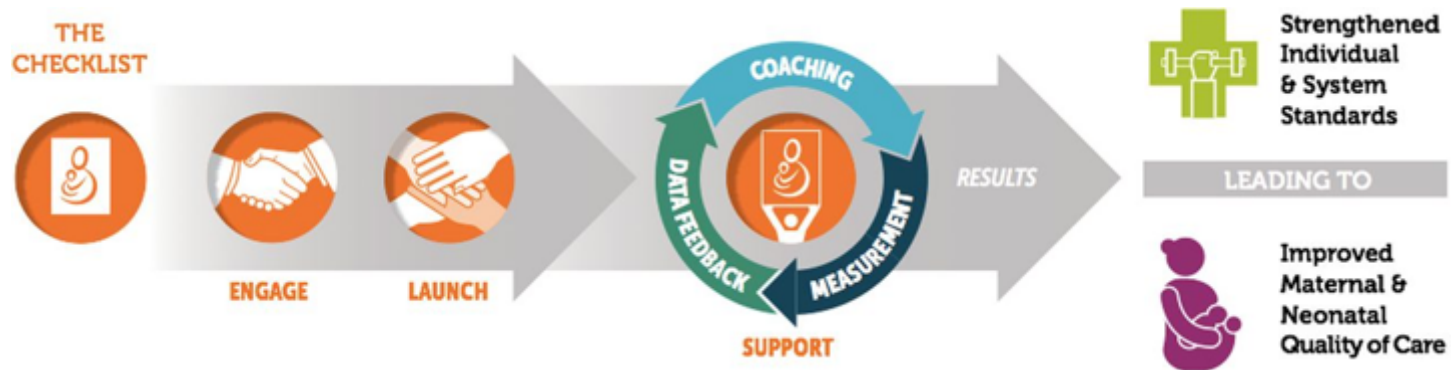 THE
CHECKLIST
ENGAGE
LAUNCH
COACHING
MEASUREMENT
DATA FEEDBACK
SUPPORT
RESULTS
Strengthened
Individual
& System
Standards
LEADING TO
Improved
Maternal &
Neonatal
Quality of Care